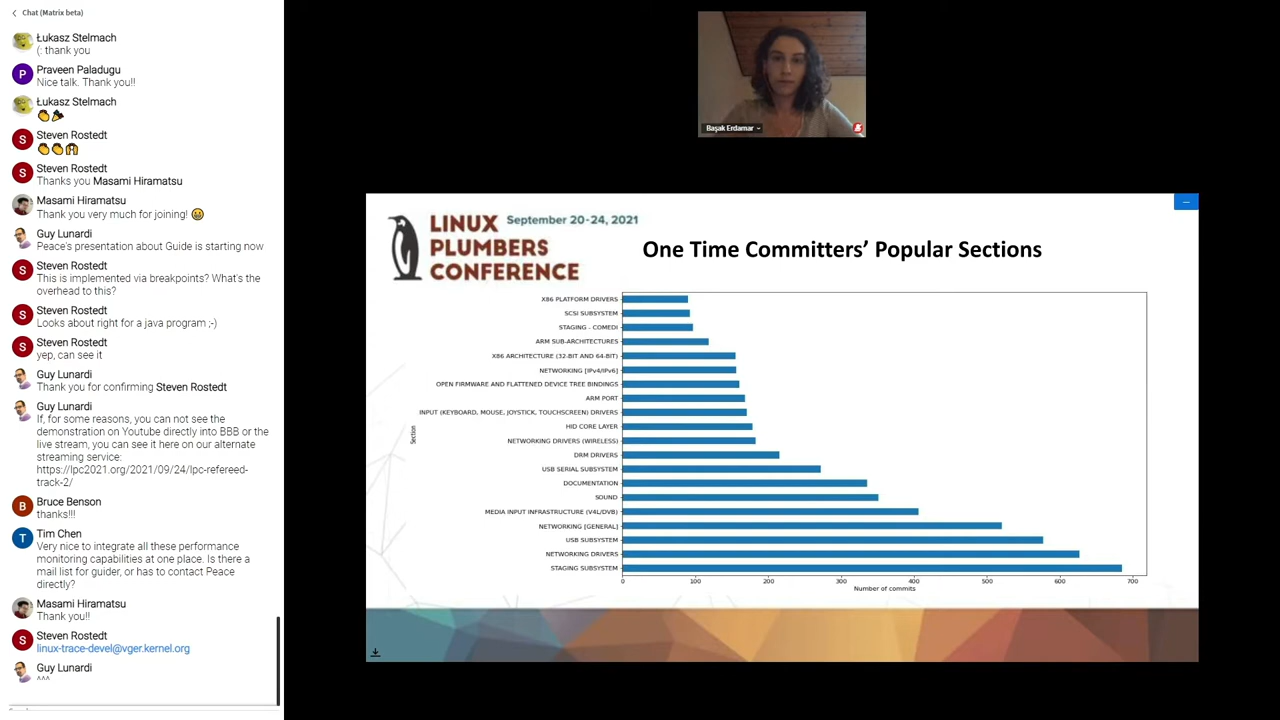 Chat (Matrix beta)
Łukasz Stelmach
(: thank you
Praveen Paladugu
P
Nice talk. Thank you!!
Łukasz Stelmach
Steven Rostedt
S
Steven Rostedt
S
Thanks you Masami Hiramatsu
Masami Hiramatsu
Thank you very much for joining!
Guy Lunardi
Peace's presentation about Guide is starting now
Steven Rostedt
S
This is implemented via breakpoints? What's the
overhead to this?
Steven Rostedt
S
Looks about right for a java program ;-)
Steven Rostedt
S
yep, can see it
Guy Lunardi
Thank you for confirming Steven Rostedt
Guy Lunardi
If, for some reasons, you can not see the
demonstration on Youtube directly into BBB or the
live stream, you can see it here on our alternate
streaming service:
https://lpc2021.org/2021/09/24/lpc-refereed-
track-2/
Bruce Benson
B
thanks!!!
Tim Chen
T
Very nice to integrate all these performance
monitoring capabilities at one place. Is there a
mail list for guider, or has to contact Peace
directly?
Masami Hiramatsu
Thank you!!
Steven Rostedt
S
linux-trace-devel@vger.kernel.org
Guy Lunardi
^^^
Başak Erdamar
LINUX
PLUMBERS
CONFERENCE
September 20-24, 2021
One Time Committers' Popular Sections
Section
X86 PLATFORM DRIVERS
SCSI SUBSYSTEM
STAGING - COMEDI
ARM SUB-ARCHITECTURES
X86 ARCHITECTURE (32-BIT AND 64-BIT)
NETWORKING [IPv4/IPv6]
OPEN FIRMWARE AND FLATTENED DEVICE TREE BINDINGS
ARM PORT
INPUT (KEYBOARD, MOUSE, JOYSTICK, TOUCHSCREEN) DRIVERS
HID CORE LAYER
NETWORKING DRIVERS (WIRELESS)
DRM DRIVERS
USB SERIAL SUBSYSTEM
DOCUMENTATION
SOUND
MEDIA INPUT INFRASTRUCTURE (V4L/DVB)
NETWORKING [GENERAL]
USB SUBSYSTEM
NETWORKING DRIVERS
STAGING SUBSYSTEM
0 100 200 300 400 500 600 700
Number of commits